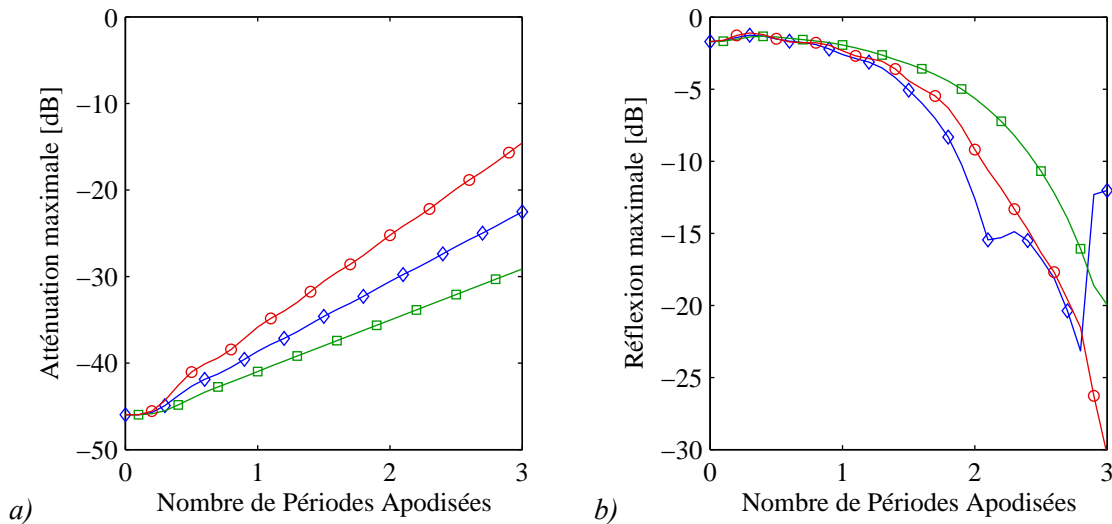 0
−10
−20
−30
−40
−50
Atténuation maximale [dB]
0 1 2 3
Nombre de Périodes Apodisées
a)
0
−5
−10
−15
−20
−25
−30
Réflexion maximale [dB]
0 1 2 3
Nombre de Périodes Apodisées
b)